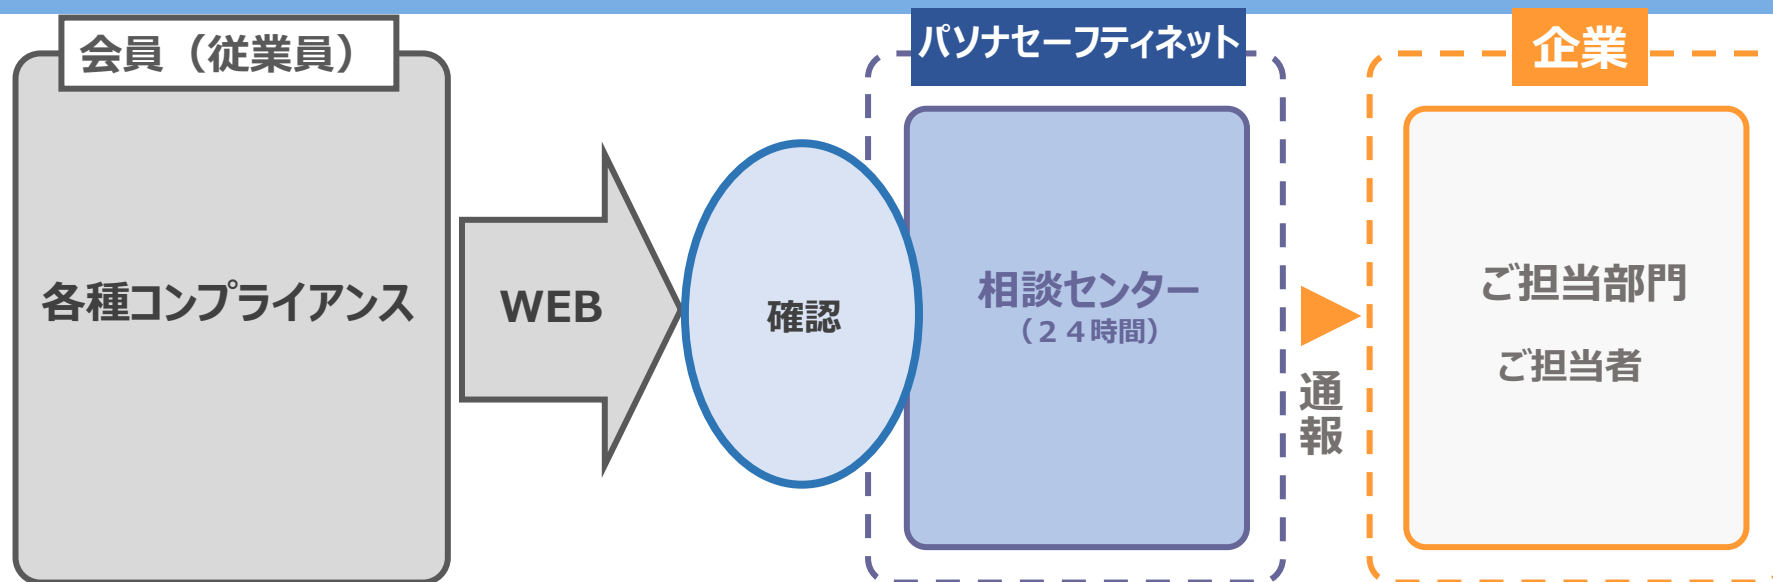 会員（従業員）
各種コンプライアンス
WEB
確認
パソナセーフティネット
相談センター
（２４時間）
通報
企業
ご担当部門
ご担当者